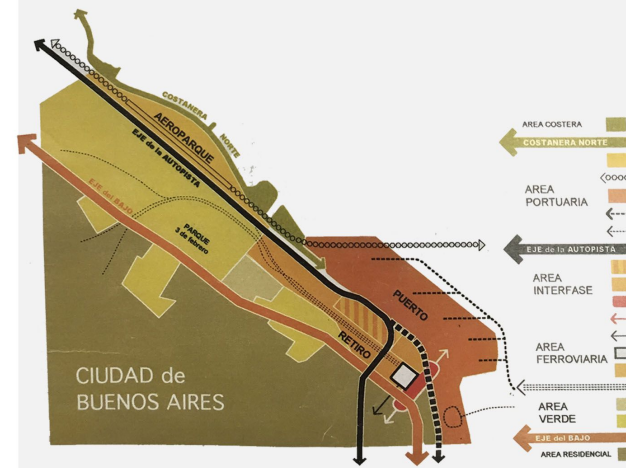 COSTANERA NORTE
AEROPARQUE
EJE de la AUTOPISTA
EJE del BAJO
PARQUE
3 de febrero
PUERTO
RETIRO
CIUDAD de
BUENOS AIRES
AREA COSTERA
COSTANERA NORTE
AREA
PORTUARIA
EJE de la AUTOPISTA
AREA
INTERFASE
AREA
FERROVIARIA
AREA
VERDE
EJE del BAJO
AREA RESIDENCIAL